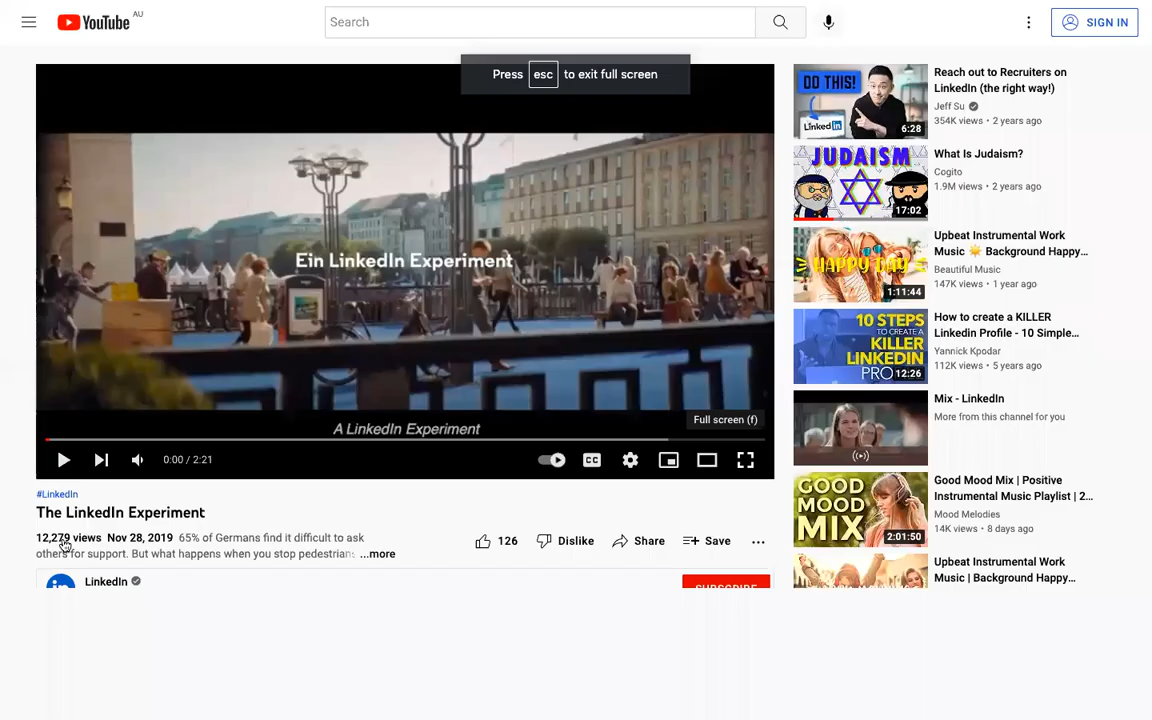 YouTube AU
Search
SIGN IN
Press esc to exit full screen
Ein LinkedIn Experiment
A LinkedIn Experiment
Full screen (f)
0:00 / 2:21
CC
#LinkedIn
The LinkedIn Experiment
12,279 views Nov 28, 2019 65% of Germans find it difficult to ask
others for support. But what happens when you stop pedestrians ...more
126
Dislike
Share
Save
in
LinkedIn
SUBSCRIBE
DO THIS!
Linked in
6:28
Reach out to Recruiters on
LinkedIn (the right way!)
Jeff Su
354K views • 2 years ago
JUDAISM
17:02
What Is Judaism?
Cogito
1.9M views • 2 years ago
HAPPY DAY
1:11:44
Upbeat Instrumental Work
Music ☀️ Background Happy...
Beautiful Music
147K views • 1 year ago
10 STEPS
TO CREATE A
KILLER
LINKEDIN
PRO
12:26
How to create a KILLER
Linkedin Profile - 10 Simple...
Yannick Kpodar
112K views • 5 years ago
Mix - LinkedIn
More from this channel for you
GOOD
MOOD
MIX
2:01:50
Good Mood Mix | Positive
Instrumental Music Playlist | 2...
Mood Melodies
14K views • 8 days ago
Upbeat Instrumental Work
Music | Background Happy...